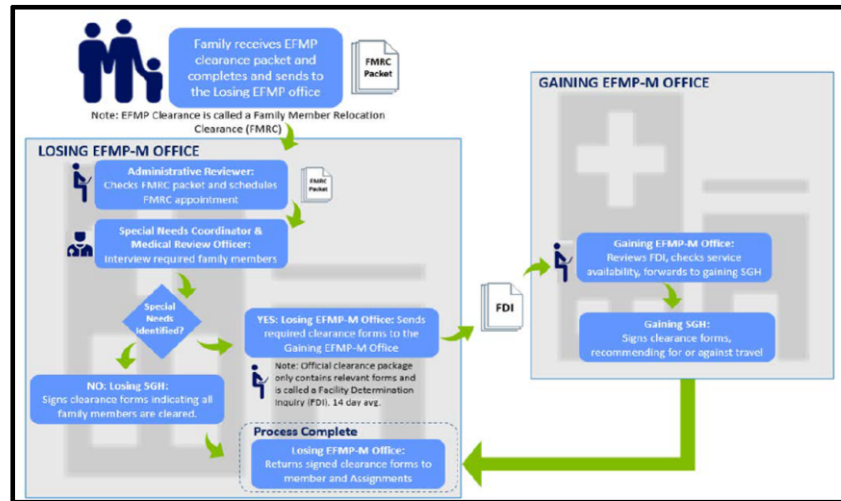 Family receives EFMP
clearance packet and
completes and sends to
the Losing EFMP office
FMRC
Packet
Note: EFMP Clearance is called a Family Member Relocation
Clearance (FMRC)
LOSING EFMP-M OFFICE
Administrative Reviewer:
Checks FMRC packet and schedules
FMRC appointment
FMRC
Packet
Special Needs Coordinator &
Medical Review Officer:
Interview required family members
Special
Needs
Identified?
YES: Losing EFMP-M Office: Sends
required clearance forms to the
Gaining EFMP-M Office
Note: Official clearance package
only contains relevant forms and
is called a Facility Determination
Inquiry (FDI). 14 day avg.
NO: Losing SGH:
Signs clearance forms indicating all
family members are cleared.
Process Complete
Losing EFMP-M Office:
Returns signed clearance forms to
member and Assignments
FDI
GAINING EFMP-M OFFICE
Gaining EFMP-M Office:
Reviews FDI, checks service
availability, forwards to gaining SGH
Gaining SGH:
Signs clearance forms,
recommending for or against travel